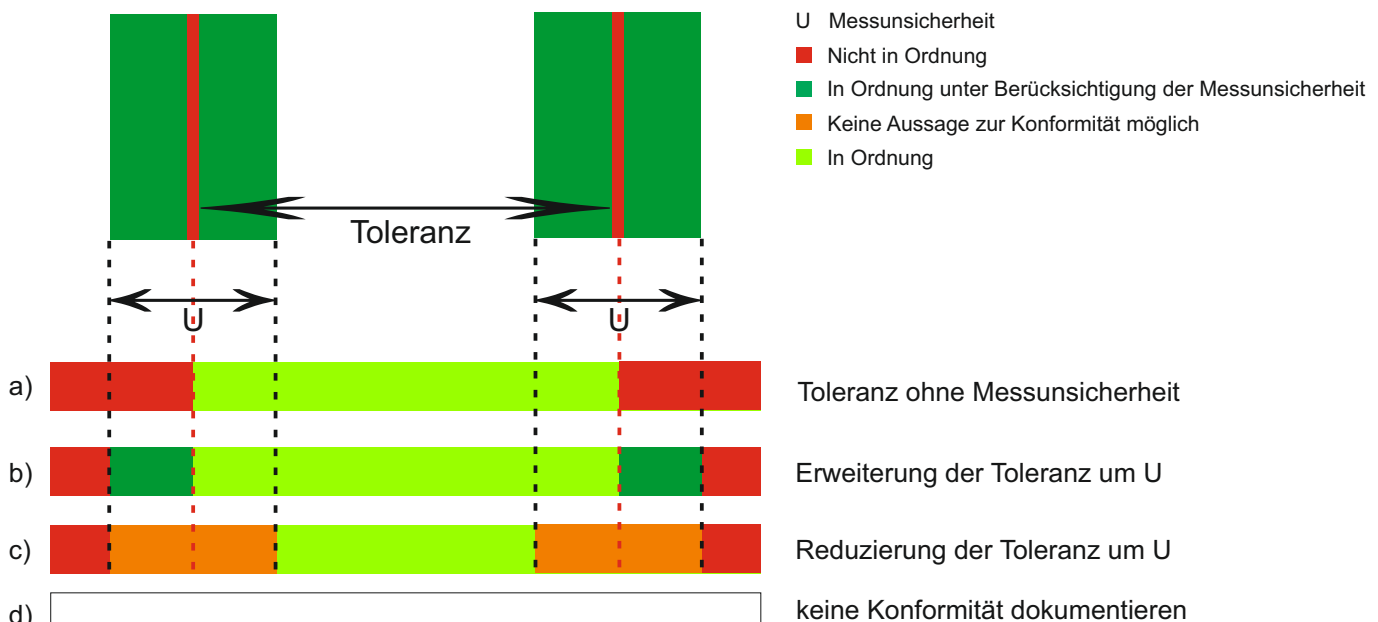 U Messunsicherheit
Nicht in Ordnung
In Ordnung unter Berücksichtigung der Messunsicherheit
Keine Aussage zur Konformität möglich
In Ordnung
Toleranz
U U
a) Toleranz ohne Messunsicherheit
b) Erweiterung der Toleranz um U
c) Reduzierung der Toleranz um U
d) keine Konformität dokumentieren